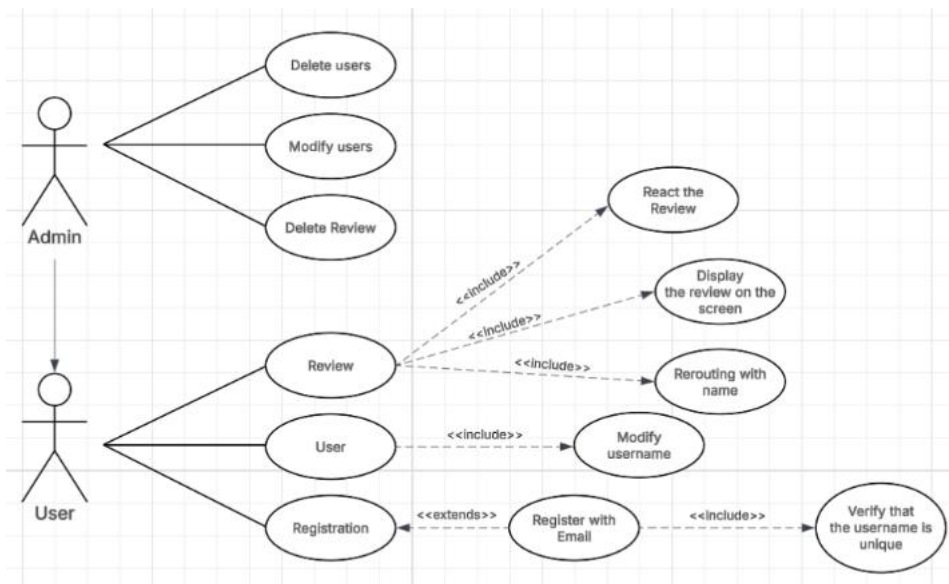 Delete users
Modify users
Delete Review
Admin
React the
Review
<<include>>
Display
the review on the
screen
<<include>>
Review
<<include>>
Rerouting with
name
User
<<include>>
Modify
username
User
Registration
<<extends>>
Register with
Email
<<include>>
Verify that
the username is
unique